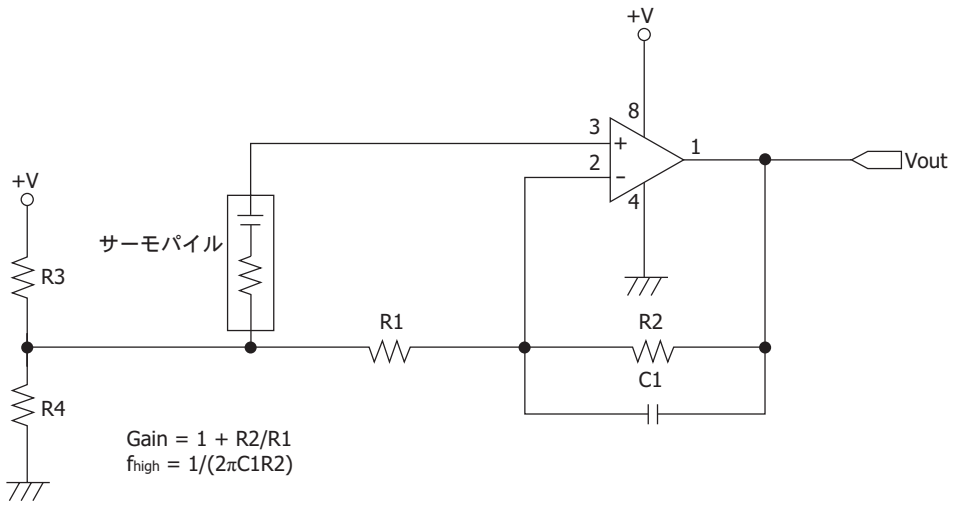 +V
8
3
+
1
2
-
4
Vout
+V
サーモパイル
R3
R1
R2
C1
R4
Gain = 1 + R2/R1
fhigh = 1/(2πC1R2)